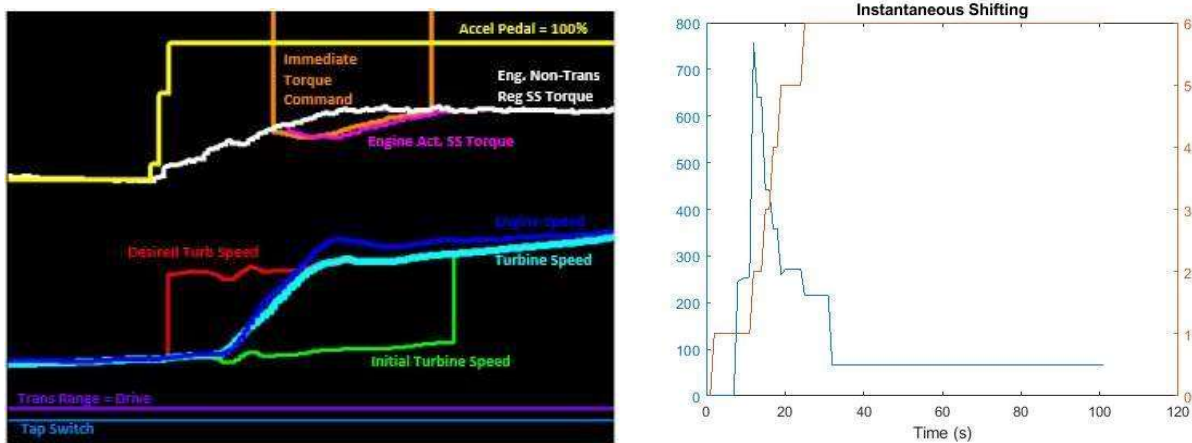 Accel Pedal = 100%
Immediate
Torque
Command
Eng. Non-Trans
Reg SS Torque
Engine Act. SS Torque
Engine Speed
Desired Turb Speed
Turbine Speed
Initial Turbine Speed
Trans Range = Drive
Tap Switch
Instantaneous Shifting
800
700
600
500
400
300
200
100
0
6
5
4
3
2
1
0
0
20
40
60
80
100
120
Time (s)